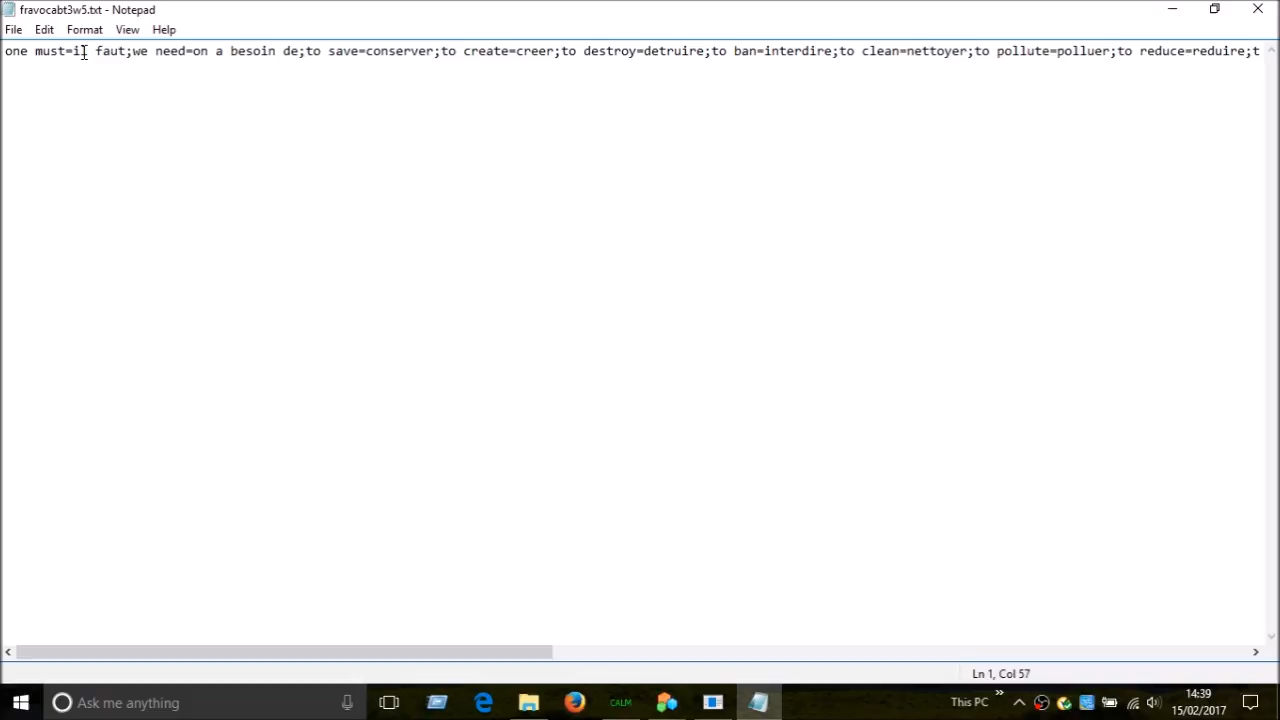 fravocabt3w5.txt - Notepad
File Edit Format View Help
one must=il faut;we need=on a besoin de;to save=conserver;to create=creer;to destroy=detruire;to ban=interdire;to clean=nettoyer;to pollute=polluer;to reduce=reduire;t
Ln 1, Col 57
Ask me anything
CALM
This PC
14:39
15/02/2017